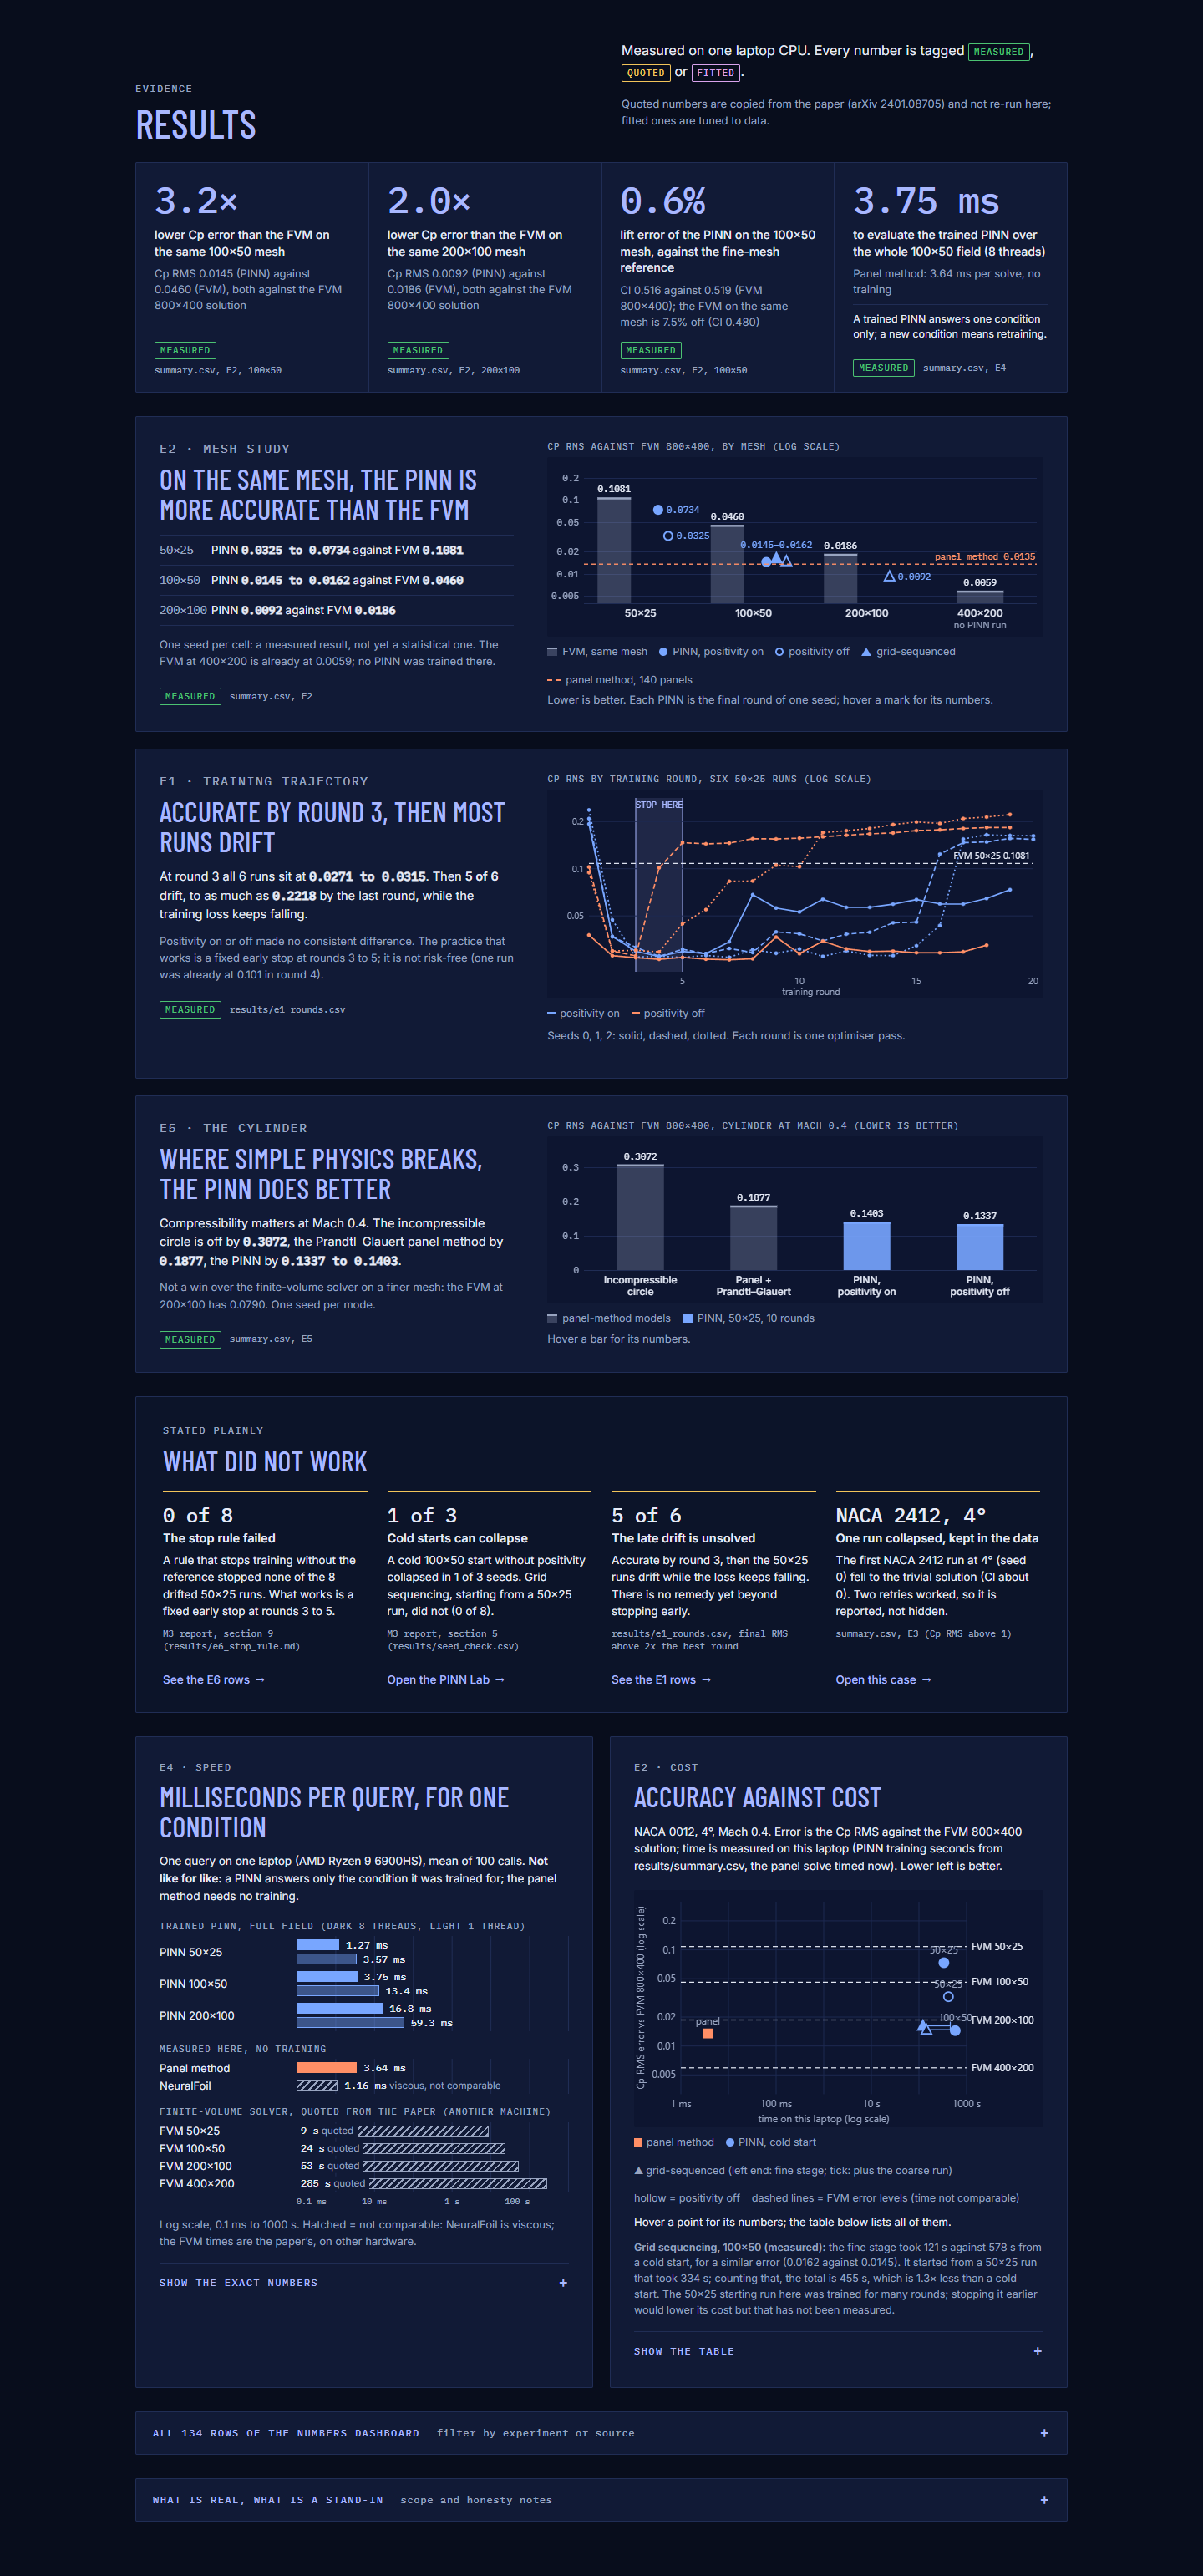 EVIDENCE
RESULTS
Measured on one laptop CPU. Every number is tagged MEASURED,
QUOTED or FITTED.
Quoted numbers are copied from the paper (arXiv 2401.08705) and not re-run here;
fitted ones are tuned to data.
3.2×
lower Cp error than the FVM on
the same 100×50 mesh
Cp RMS 0.0145 (PINN) against
0.0460 (FVM), both against the FVM
800×400 solution
MEASURED
summary.csv, E2, 100×50
2.0×
lower Cp error than the FVM on
the same 200×100 mesh
Cp RMS 0.0092 (PINN) against
0.0186 (FVM), both against the FVM
800×400 solution
MEASURED
summary.csv, E2, 200×100
0.6%
lift error of the PINN on the 100×50
mesh, against the fine-mesh
reference
Cl 0.516 against 0.519 (FVM
800×400); the FVM on the same
mesh is 7.5% off (Cl 0.480)
MEASURED
summary.csv, E2, 100×50
3.75 ms
to evaluate the trained PINN over
the whole 100×50 field (8 threads)
Panel method: 3.64 ms per solve, no
training
A trained PINN answers one condition
only; a new condition means retraining.
MEASURED summary.csv, E4
E2 · MESH STUDY
ON THE SAME MESH, THE PINN IS
MORE ACCURATE THAN THE FVM
50×25 PINN 0.0325 to 0.0734 against FVM 0.1081
100×50 PINN 0.0145 to 0.0162 against FVM 0.0460
200×100 PINN 0.0092 against FVM 0.0186
One seed per cell: a measured result, not yet a statistical one. The
FVM at 400×200 is already at 0.0059; no PINN was trained there.
MEASURED summary.csv, E2
CP RMS AGAINST FVM 800×400, BY MESH (LOG SCALE)
0.2
0.1
0.05
0.02
0.01
0.005
0.1081
0.0734
0.0325
0.0460
0.0145–0.0162
0.0186
0.0092
panel method 0.0135
0.0059
50×25
100×50
200×100
400×200
no PINN run
FVM, same mesh PINN, positivity on positivity off grid-sequenced
panel method, 140 panels
Lower is better. Each PINN is the final round of one seed; hover a mark for its numbers.
E1 · TRAINING TRAJECTORY
ACCURATE BY ROUND 3, THEN MOST
RUNS DRIFT
At round 3 all 6 runs sit at 0.0271 to 0.0315. Then 5 of 6
drift, to as much as 0.2218 by the last round, while the
training loss keeps falling.
Positivity on or off made no consistent difference. The practice that
works is a fixed early stop at rounds 3 to 5; it is not risk-free (one run
was already at 0.101 in round 4).
MEASURED results/e1_rounds.csv
CP RMS BY TRAINING ROUND, SIX 50×25 RUNS (LOG SCALE)
STOP HERE
0.2
0.1
0.05
FVM 50×25 0.1081
5
10
15
20
training round
positivity on positivity off
Seeds 0, 1, 2: solid, dashed, dotted. Each round is one optimiser pass.
E5 · THE CYLINDER
WHERE SIMPLE PHYSICS BREAKS,
THE PINN DOES BETTER
Compressibility matters at Mach 0.4. The incompressible
circle is off by 0.3072, the Prandtl–Glauert panel method by
0.1877, the PINN by 0.1337 to 0.1403.
Not a win over the finite-volume solver on a finer mesh: the FVM at
200×100 has 0.0790. One seed per mode.
MEASURED summary.csv, E5
CP RMS AGAINST FVM 800×400, CYLINDER AT MACH 0.4 (LOWER IS BETTER)
0.3
0.2
0.1
0
0.3072
0.1877
0.1403
0.1337
Incompressible
circle
Panel +
Prandtl–Glauert
PINN,
positivity on
PINN,
positivity off
panel-method models PINN, 50×25, 10 rounds
Hover a bar for its numbers.
STATED PLAINLY
WHAT DID NOT WORK
0 of 8
The stop rule failed
A rule that stops training without the
reference stopped none of the 8
drifted 50×25 runs. What works is a
fixed early stop at rounds 3 to 5.
M3 report, section 9
(results/e6_stop_rule.md)
See the E6 rows →
1 of 3
Cold starts can collapse
A cold 100×50 start without positivity
collapsed in 1 of 3 seeds. Grid
sequencing, starting from a 50×25
run, did not (0 of 8).
M3 report, section 5
(results/seed_check.csv)
Open the PINN Lab →
5 of 6
The late drift is unsolved
Accurate by round 3, then the 50×25
runs drift while the loss keeps falling.
There is no remedy yet beyond
stopping early.
results/e1_rounds.csv, final RMS
above 2x the best round
See the E1 rows →
NACA 2412, 4°
One run collapsed, kept in the data
The first NACA 2412 run at 4° (seed
0) fell to the trivial solution (Cl about
0). Two retries worked, so it is
reported, not hidden.
summary.csv, E3 (Cp RMS above 1)
Open this case →
E4 · SPEED
MILLISECONDS PER QUERY, FOR ONE
CONDITION
One query on one laptop (AMD Ryzen 9 6900HS), mean of 100 calls. Not
like for like: a PINN answers only the condition it was trained for; the panel
method needs no training.
TRAINED PINN, FULL FIELD (DARK 8 THREADS, LIGHT 1 THREAD)
PINN 50×25
1.27 ms
3.57 ms
PINN 100×50
3.75 ms
13.4 ms
PINN 200×100
16.8 ms
59.3 ms
MEASURED HERE, NO TRAINING
Panel method 3.64 ms
NeuralFoil 1.16 ms viscous, not comparable
FINITE-VOLUME SOLVER, QUOTED FROM THE PAPER (ANOTHER MACHINE)
FVM 50×25 9 s quoted
FVM 100×50 24 s quoted
FVM 200×100 53 s quoted
FVM 400×200 285 s quoted
0.1 ms 10 ms 1 s 100 s
Log scale, 0.1 ms to 1000 s. Hatched = not comparable: NeuralFoil is viscous;
the FVM times are the paper's, on other hardware.
SHOW THE EXACT NUMBERS +
E2 · COST
ACCURACY AGAINST COST
NACA 0012, 4°, Mach 0.4. Error is the Cp RMS against the FVM 800×400
solution; time is measured on this laptop (PINN training seconds from
results/summary.csv, the panel solve timed now). Lower left is better.
Cp RMS error vs FVM 800×400 (log scale)
0.2
0.1
0.05
0.02
0.01
0.005
50×25
FVM 50×25
50×25
FVM 100×50
panel
100×50
FVM 200×100
FVM 400×200
1 ms 100 ms 10 s 1000 s
time on this laptop (log scale)
panel method PINN, cold start
grid-sequenced (left end: fine stage; tick: plus the coarse run)
hollow = positivity off dashed lines = FVM error levels (time not comparable)
Hover a point for its numbers; the table below lists all of them.
Grid sequencing, 100×50 (measured): the fine stage took 121 s against 578 s from
a cold start, for a similar error (0.0162 against 0.0145). It started from a 50×25 run
that took 334 s; counting that, the total is 455 s, which is 1.3× less than a cold
start. The 50×25 starting run here was trained for many rounds; stopping it earlier
would lower its cost but that has not been measured.
SHOW THE TABLE +
ALL 134 ROWS OF THE NUMBERS DASHBOARD filter by experiment or source +
WHAT IS REAL, WHAT IS A STAND-IN scope and honesty notes +